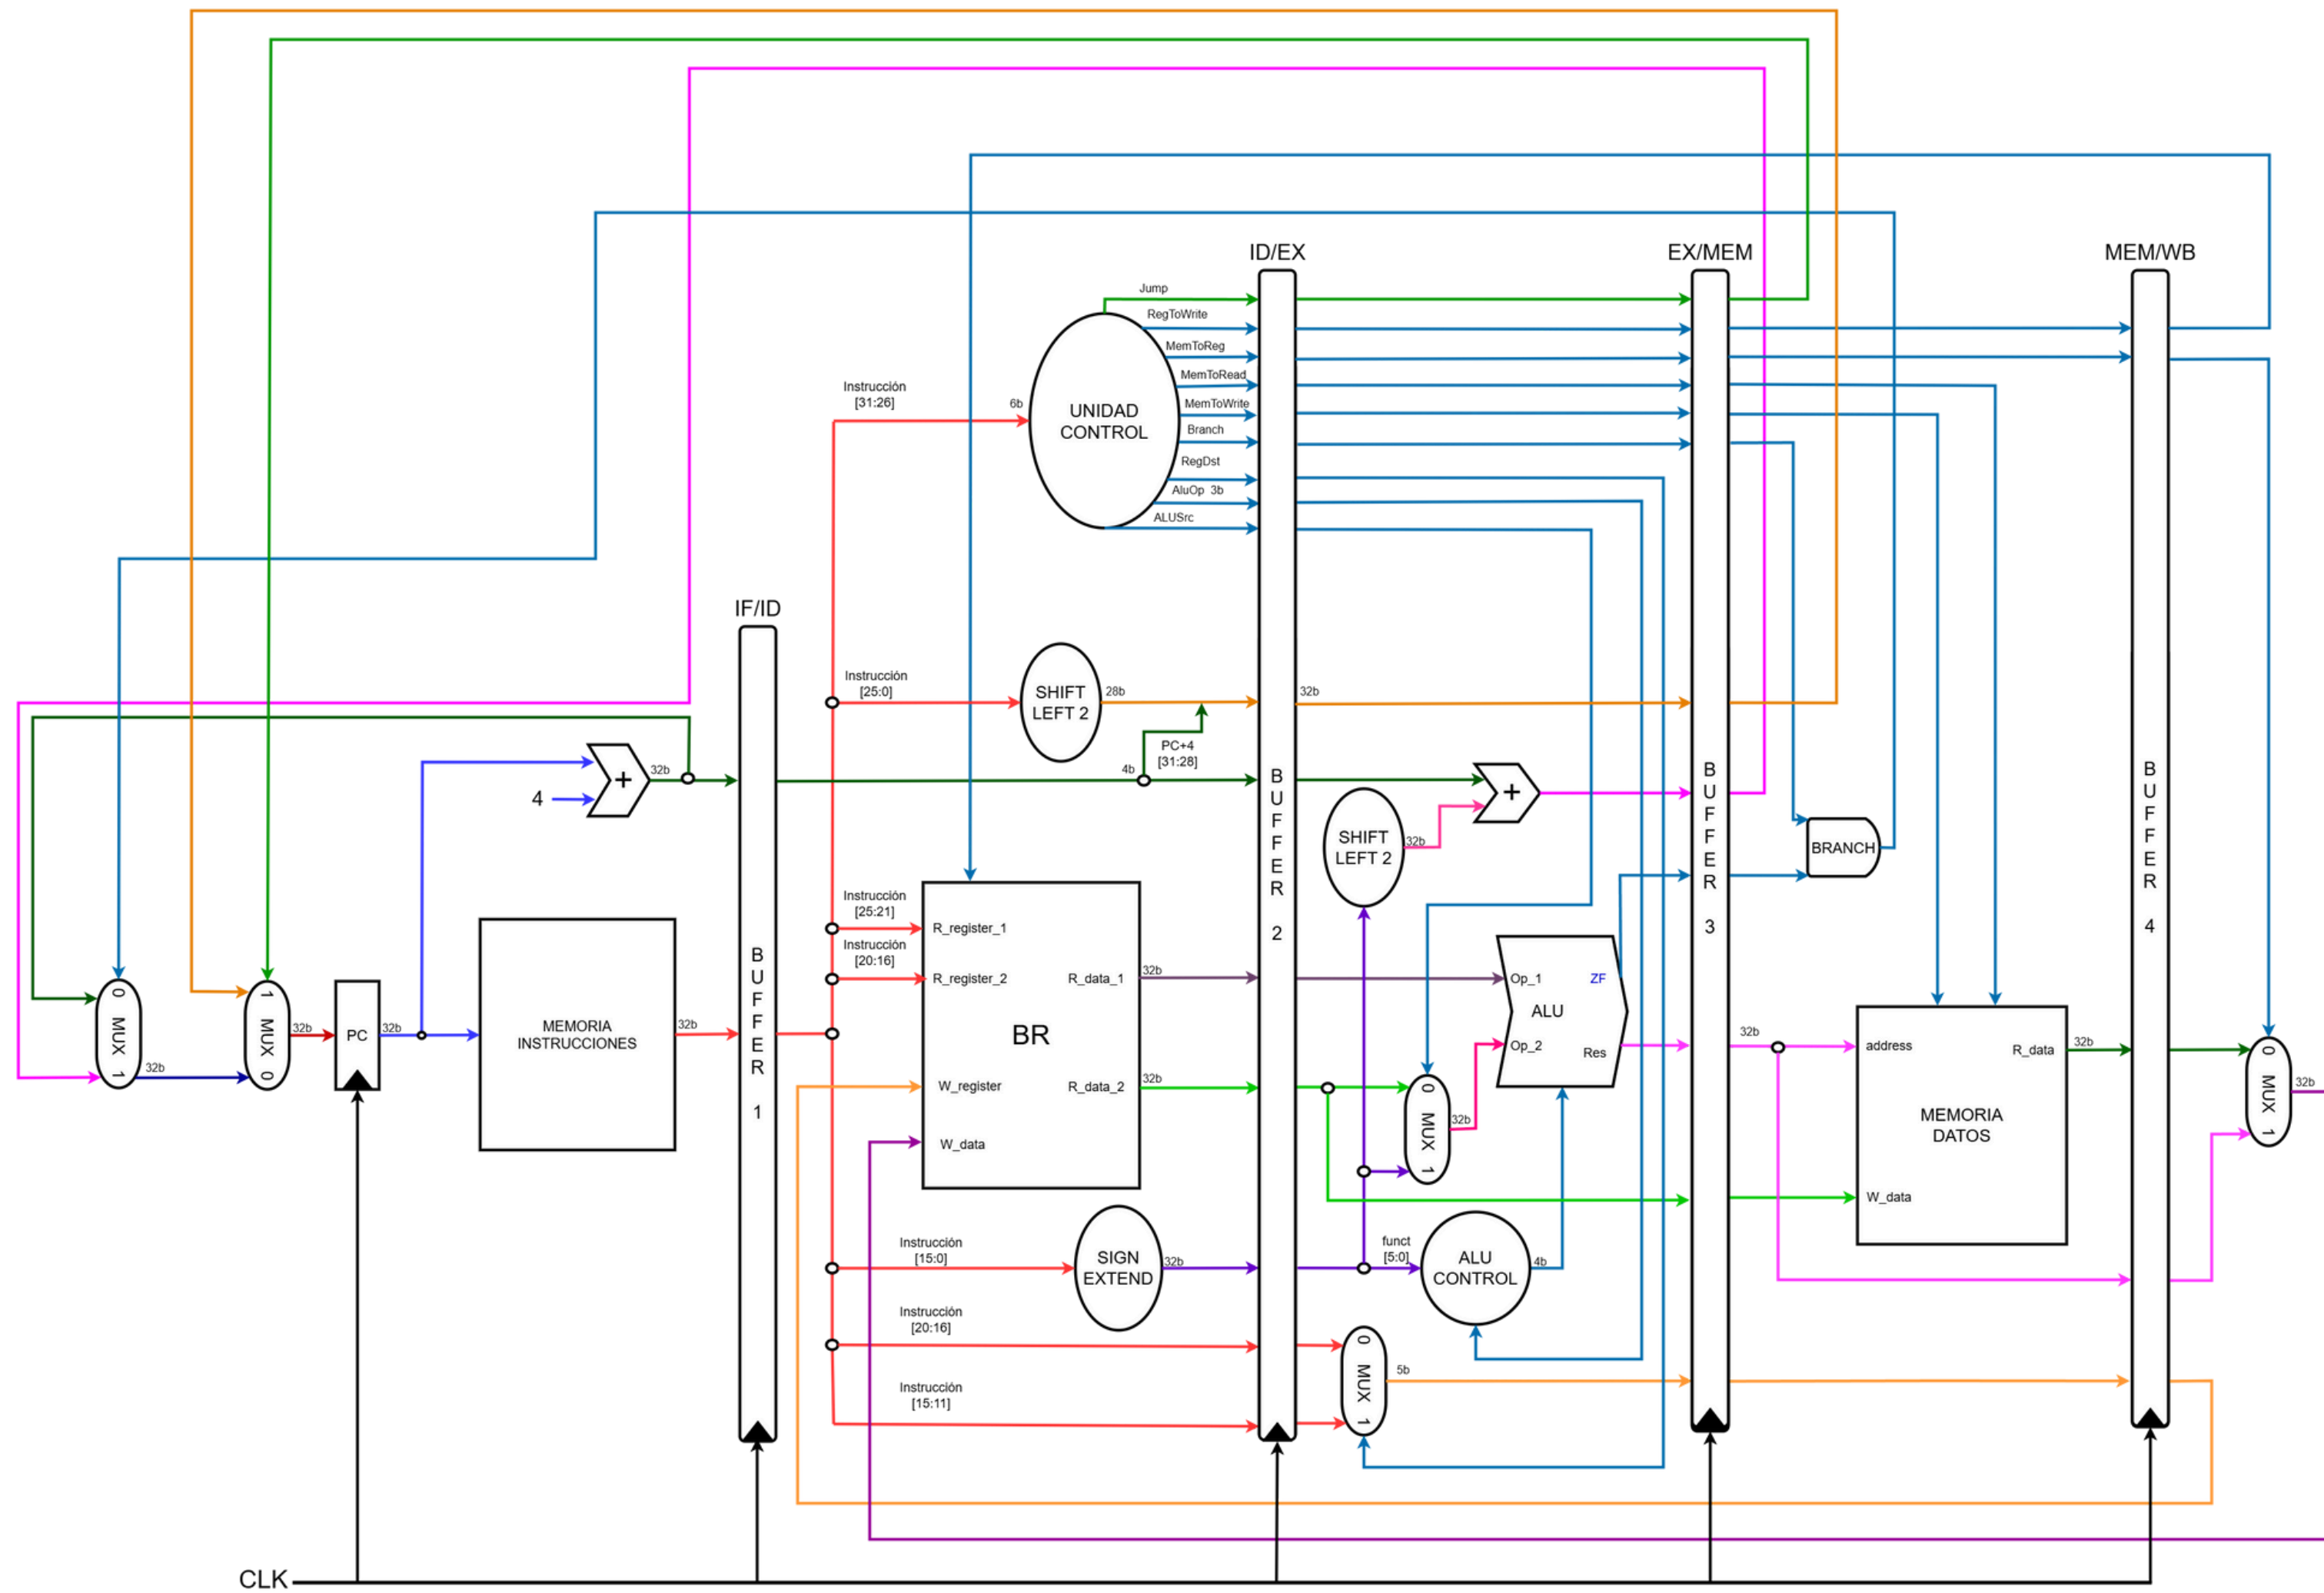 ID/EX
EX/MEM
MEM/WB
Jump
RegToWrite
MemToReg
MemToRead
MemToWrite
Branch
RegDst
AluOp 3b
ALUSrc
Instrucción
[31:26]
6b
UNIDAD
CONTROL
IF/ID
Instrucción
[25:0]
SHIFT
LEFT 2
28b
32b
PC+4
[31:28]
4b
4
+
32b
+
SHIFT
LEFT 2
32b
BRANCH
BUFFER
1
BUFFER
2
BUFFER
3
BUFFER
4
Instrucción
[25:21]
Instrucción
[20:16]
R_register_1
R_register_2
BR
W_register
W_data
R_data_1
32b
R_data_2
32b
0 MUX 1
32b
1 MUX 0
32b
PC
32b
MEMORIA
INSTRUCCIONES
32b
Op_1
ZF
ALU
Op_2
Res
0 MUX 1
32b
32b
address
R_data
32b
MEMORIA
DATOS
W_data
0 MUX 1
32b
Instrucción
[15:0]
SIGN
EXTEND
32b
funct
[5:0]
ALU
CONTROL
4b
Instrucción
[20:16]
Instrucción
[15:11]
0 MUX 1
5b
CLK